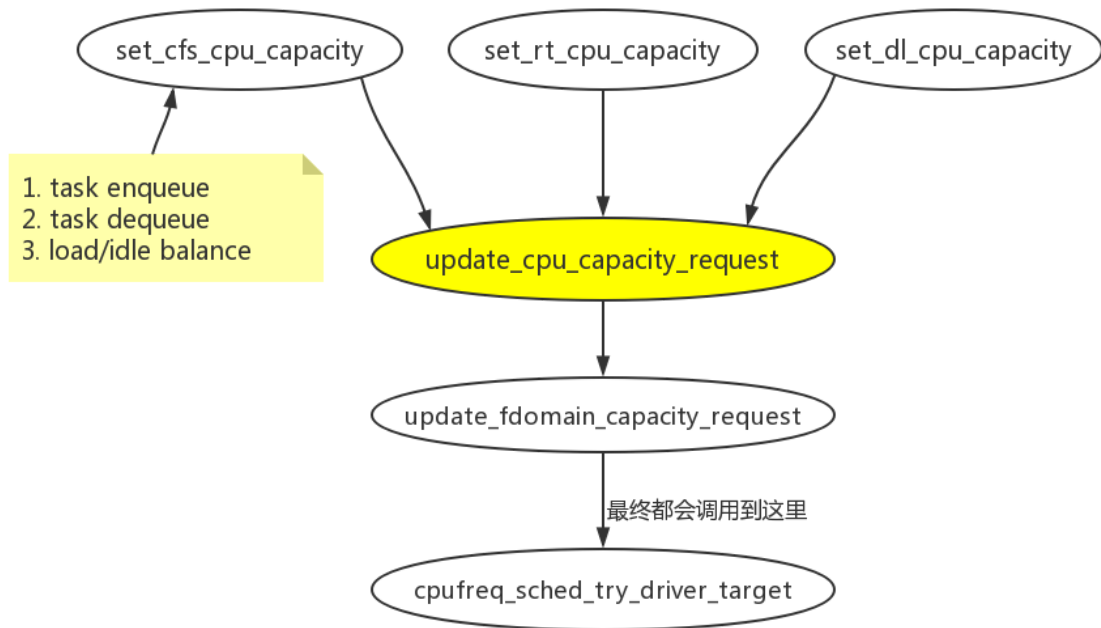 set_cfs_cpu_capacity
set_rt_cpu_capacity
set_dl_cpu_capacity
1. task enqueue
2. task dequeue
3. load/idle balance
update_cpu_capacity_request
update_fdomain_capacity_request
最终都会调用到这里
cpufreq_sched_try_driver_target